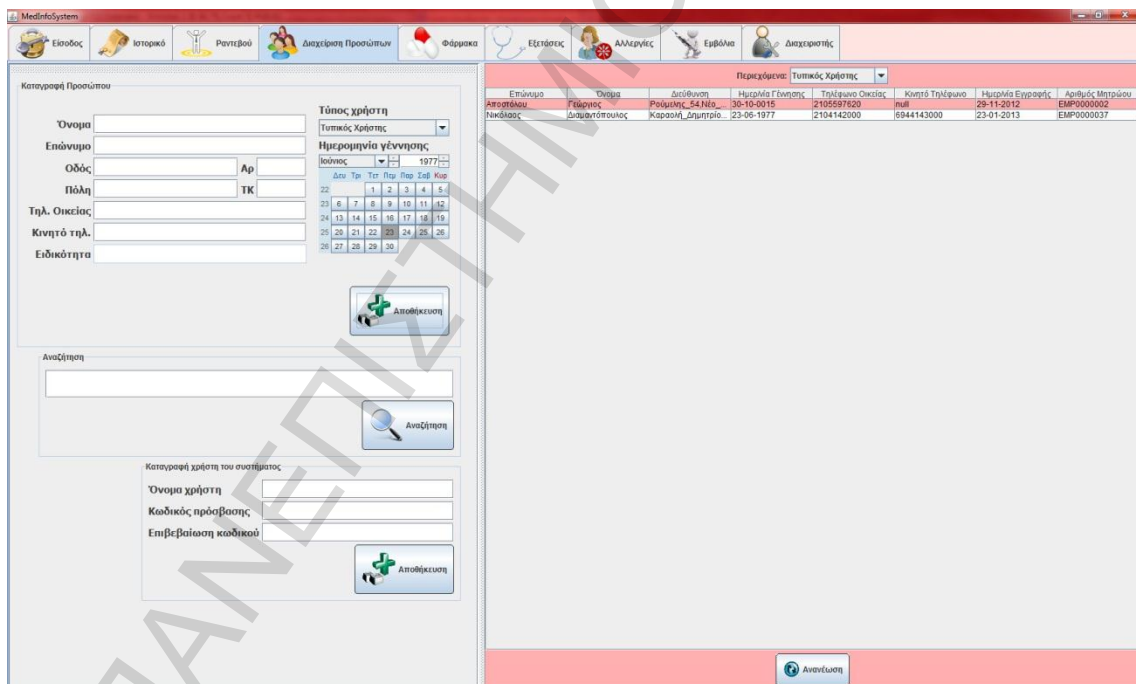 MedInfoSystem
Είσοδος Ιστορικό Ραντεβού Διαχείριση Προσώπων Φάρμακα Εξετάσεις Αλλεργίες Εμβόλια Διαχειριστής
Καταγραφή Προσώπου
Όνομα
Επώνυμο
Οδός Αρ
Πόλη ΤΚ
Τηλ. Οικείας
Κινητό τηλ.
Ειδικότητα
Τύπος χρήστη
Τυπικός Χρήστης
Ημερομηνία γέννησης
Ιούνιος 1977
Δευ Τρι Τετ Πεμ Παρ Σαβ Κυρ
22 1 2 3 4 5
23 6 7 8 9 10 11 12
24 13 14 15 16 17 18 19
25 20 21 22 23 24 25 26
26 27 28 29 30
Αποθήκευση
Αναζήτηση
Αναζήτηση
Καταγραφή χρήστη του συστήματος
Όνομα χρήστη
Κωδικός πρόσβασης
Επιβεβαίωση κωδικού
Αποθήκευση
Περιεχόμενα: Τυπικός Χρήστης
Επώνυμο Όνομα Διεύθυνση Ημερ/νία Γέννησης Τηλέφωνο Οικείας Κινητό Τηλέφωνο Ημερ/νία Εγγραφής Αριθμός Μητρώου
Αποστόλου Γεώργιος Ρούμελης_54,Νέο_... 30-10-0015 2105597620 null 29-11-2012 EMP0000002
Νικόλαος Διαμαντόπουλος Καραολή_Δημητρίο... 23-06-1977 2104142000 6944143000 23-01-2013 EMP0000037
Ανανέωση
ΠΑΝΕΠΙΣΤΗΜΙΟ